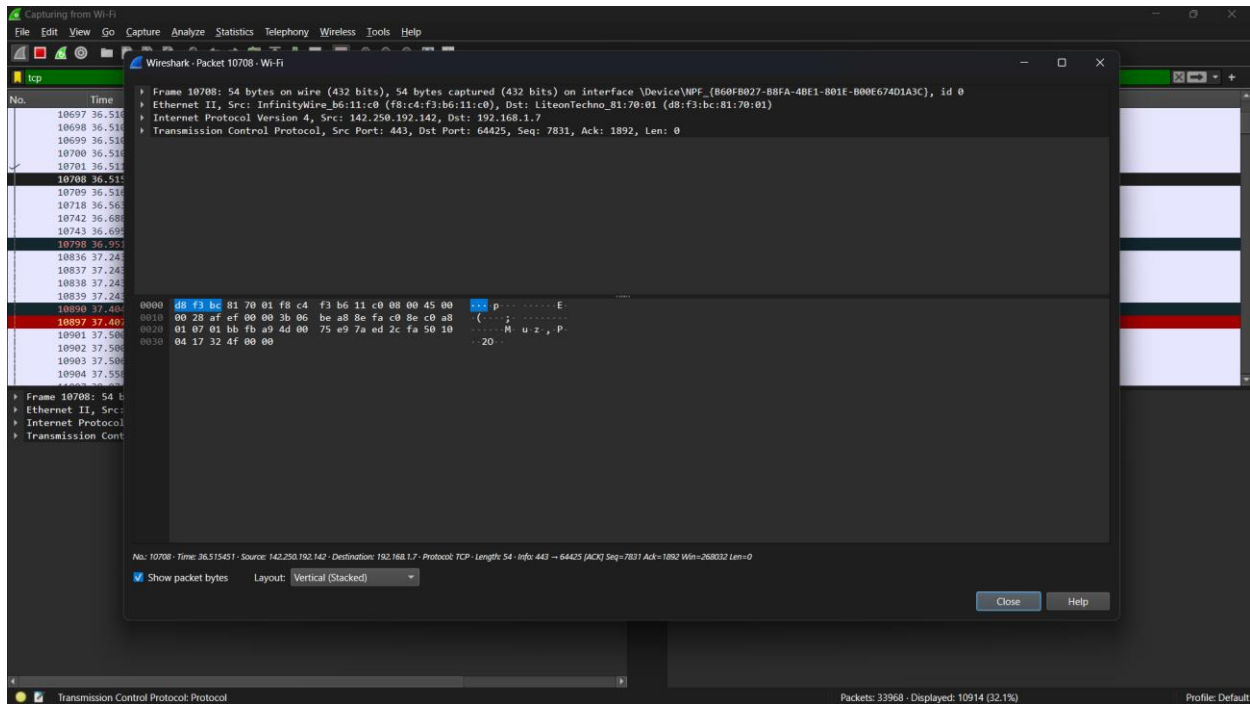 Capturing from Wi-Fi
File Edit View Go Capture Analyze Statistics Telephony Wireless Tools Help
Wireshark · Packet 10708 · Wi-Fi
tcp
No. Time
10697 36.510
10698 36.510
10699 36.510
10700 36.510
10701 36.511
10708 36.515
10709 36.516
10718 36.563
10742 36.688
10743 36.695
10798 36.951
10836 37.243
10837 37.243
10838 37.243
10839 37.243
10890 37.404
10897 37.407
10901 37.500
10902 37.500
10903 37.506
10904 37.558
Frame 10708: 54 b
Ethernet II, Src:
Internet Protocol
Transmission Cont
Frame 10708: 54 bytes on wire (432 bits), 54 bytes captured (432 bits) on interface \Device\NPF_{B60FB027-B8FA-4BE1-801E-B00E674D1A3C}, id 0
Ethernet II, Src: InfinityWire_b6:11:c0 (f8:c4:f3:b6:11:c0), Dst: LiteonTechno_81:70:01 (d8:f3:bc:81:70:01)
Internet Protocol Version 4, Src: 142.250.192.142, Dst: 192.168.1.7
Transmission Control Protocol, Src Port: 443, Dst Port: 64425, Seq: 7831, Ack: 1892, Len: 0
0000 d8 f3 bc 81 70 01 f8 c4 f3 b6 11 c0 08 00 45 00 ····p··· ······E·
0010 00 28 af ef 00 00 3b 06 be a8 8e fa c0 8e c0 a8 ·(····;· ········
0020 01 07 01 bb fb a9 4d 00 75 e9 7a ed 2c fa 50 10 ······M· u·z·,·P·
0030 04 17 32 4f 00 00 ··2O··
No.: 10708 · Time: 36.515451 · Source: 142.250.192.142 · Destination: 192.168.1.7 · Protocol: TCP · Length: 54 · Info: 443 → 64425 [ACK] Seq=7831 Ack=1892 Win=268032 Len=0
Show packet bytes Layout: Vertical (Stacked)
Close Help
Transmission Control Protocol: Protocol Packets: 33968 · Displayed: 10914 (32.1%) Profile: Default